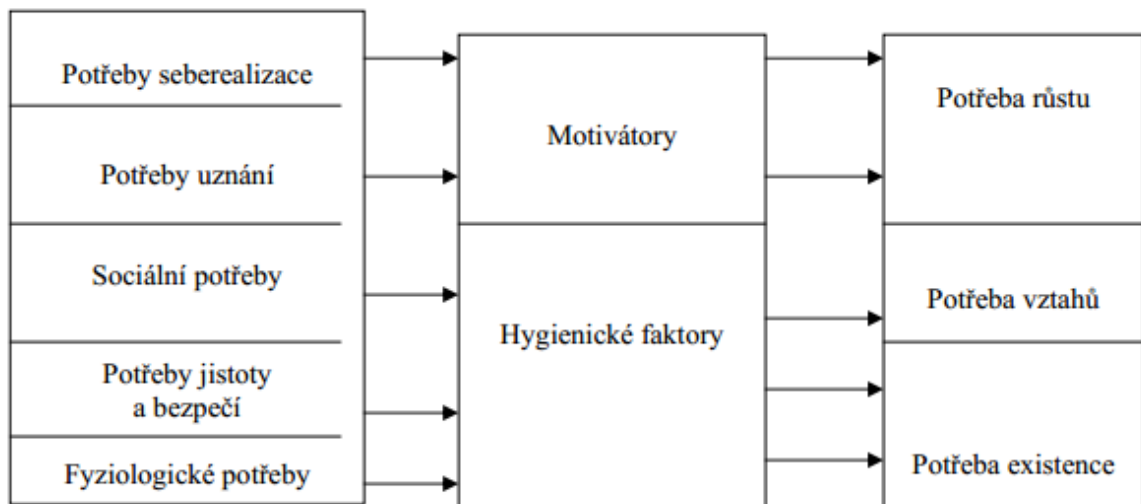 Potřeby seberealizace
Potřeby uznání
Sociální potřeby
Potřeby jistoty
a bezpečí
Fyziologické potřeby
Motivátory
Hygienické faktory
Potřeba růstu
Potřeba vztahů
Potřeba existence